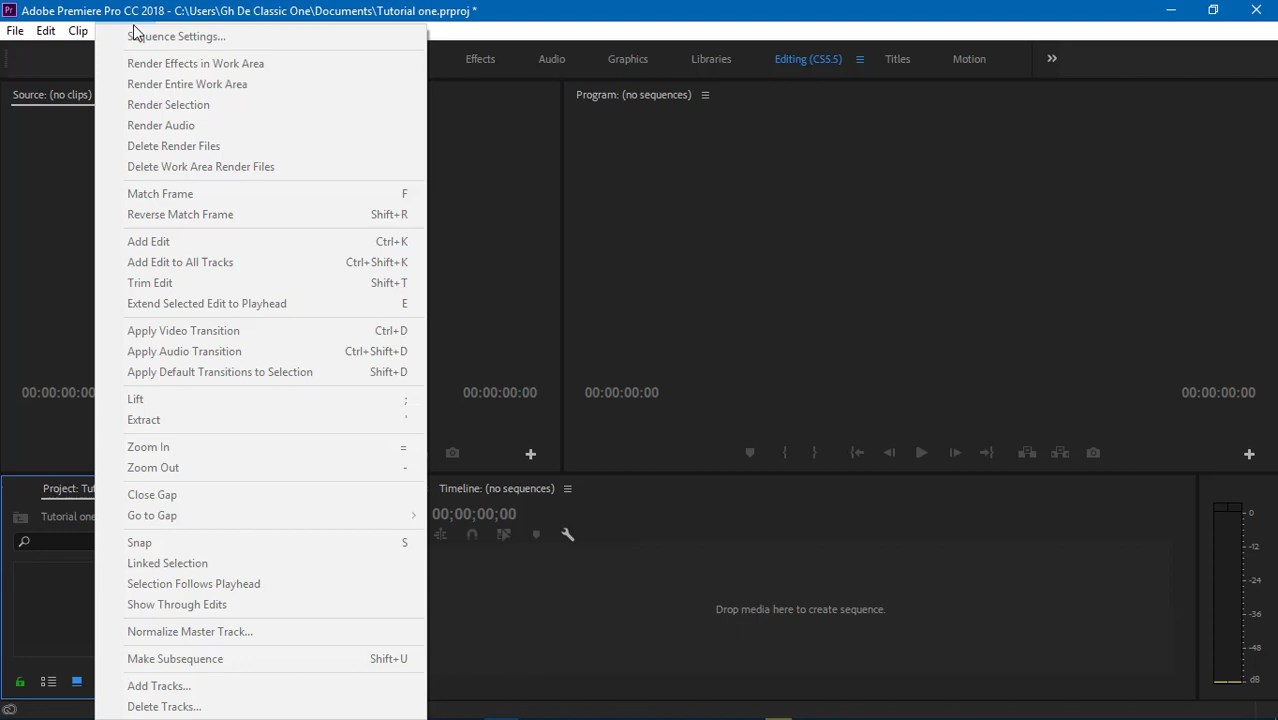 Pr Adobe Premiere Pro CC 2018 - C:\Users\Gh De Classic One\Documents\Tutorial one.prproj *
File Edit Clip
Effects Audio Graphics Libraries Editing (CS5.5) Titles Motion
Source: (no clips)
Program: (no sequences)
Sequence Settings...
Render Effects in Work Area
Render Entire Work Area
Render Selection
Render Audio
Delete Render Files
Delete Work Area Render Files
Match Frame F
Reverse Match Frame Shift+R
Add Edit Ctrl+K
Add Edit to All Tracks Ctrl+Shift+K
Trim Edit Shift+T
Extend Selected Edit to Playhead E
Apply Video Transition Ctrl+D
Apply Audio Transition Ctrl+Shift+D
Apply Default Transitions to Selection Shift+D
Lift ;
Extract '
Zoom In =
Zoom Out -
Close Gap
Go to Gap
Snap S
Linked Selection
Selection Follows Playhead
Show Through Edits
Normalize Master Track...
Make Subsequence Shift+U
Add Tracks...
Delete Tracks...
00:00:00:00
00:00:00:00
00:00:00:00
00:00:00:00
Project:
Tutorial one
Timeline: (no sequences)
00;00;00;00
Drop media here to create sequence.
0
-12
-24
-36
-48
dB